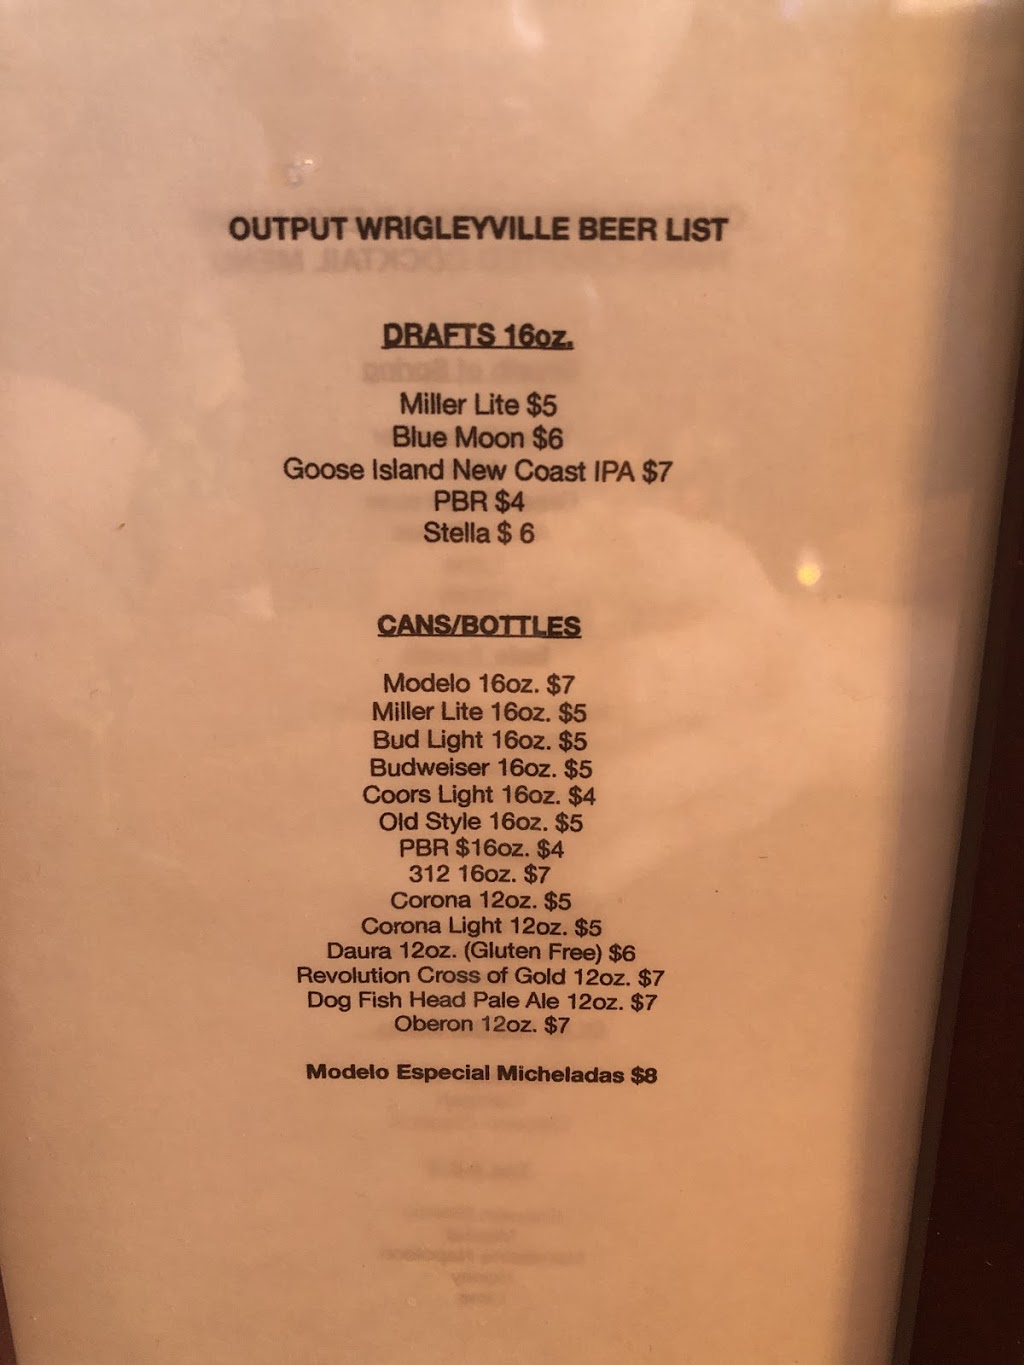 OUTPUT WRIGLEYVILLE BEER LIST
DRAFTS 16oz.
Miller Lite $5
Blue Moon $6
Goose Island New Coast IPA $7
PBR $4
Stella $ 6
CANS/BOTTLES
Modelo 16oz. $7
Miller Lite 16oz. $5
Bud Light 16oz. $5
Budweiser 16oz. $5
Coors Light 16oz. $4
Old Style 16oz. $5
PBR $16oz. $4
312 16oz. $7
Corona 12oz. $5
Corona Light 12oz. $5
Daura 12oz. (Gluten Free) $6
Revolution Cross of Gold 12oz. $7
Dog Fish Head Pale Ale 12oz. $7
Oberon 12oz. $7
Modelo Especial Micheladas $8